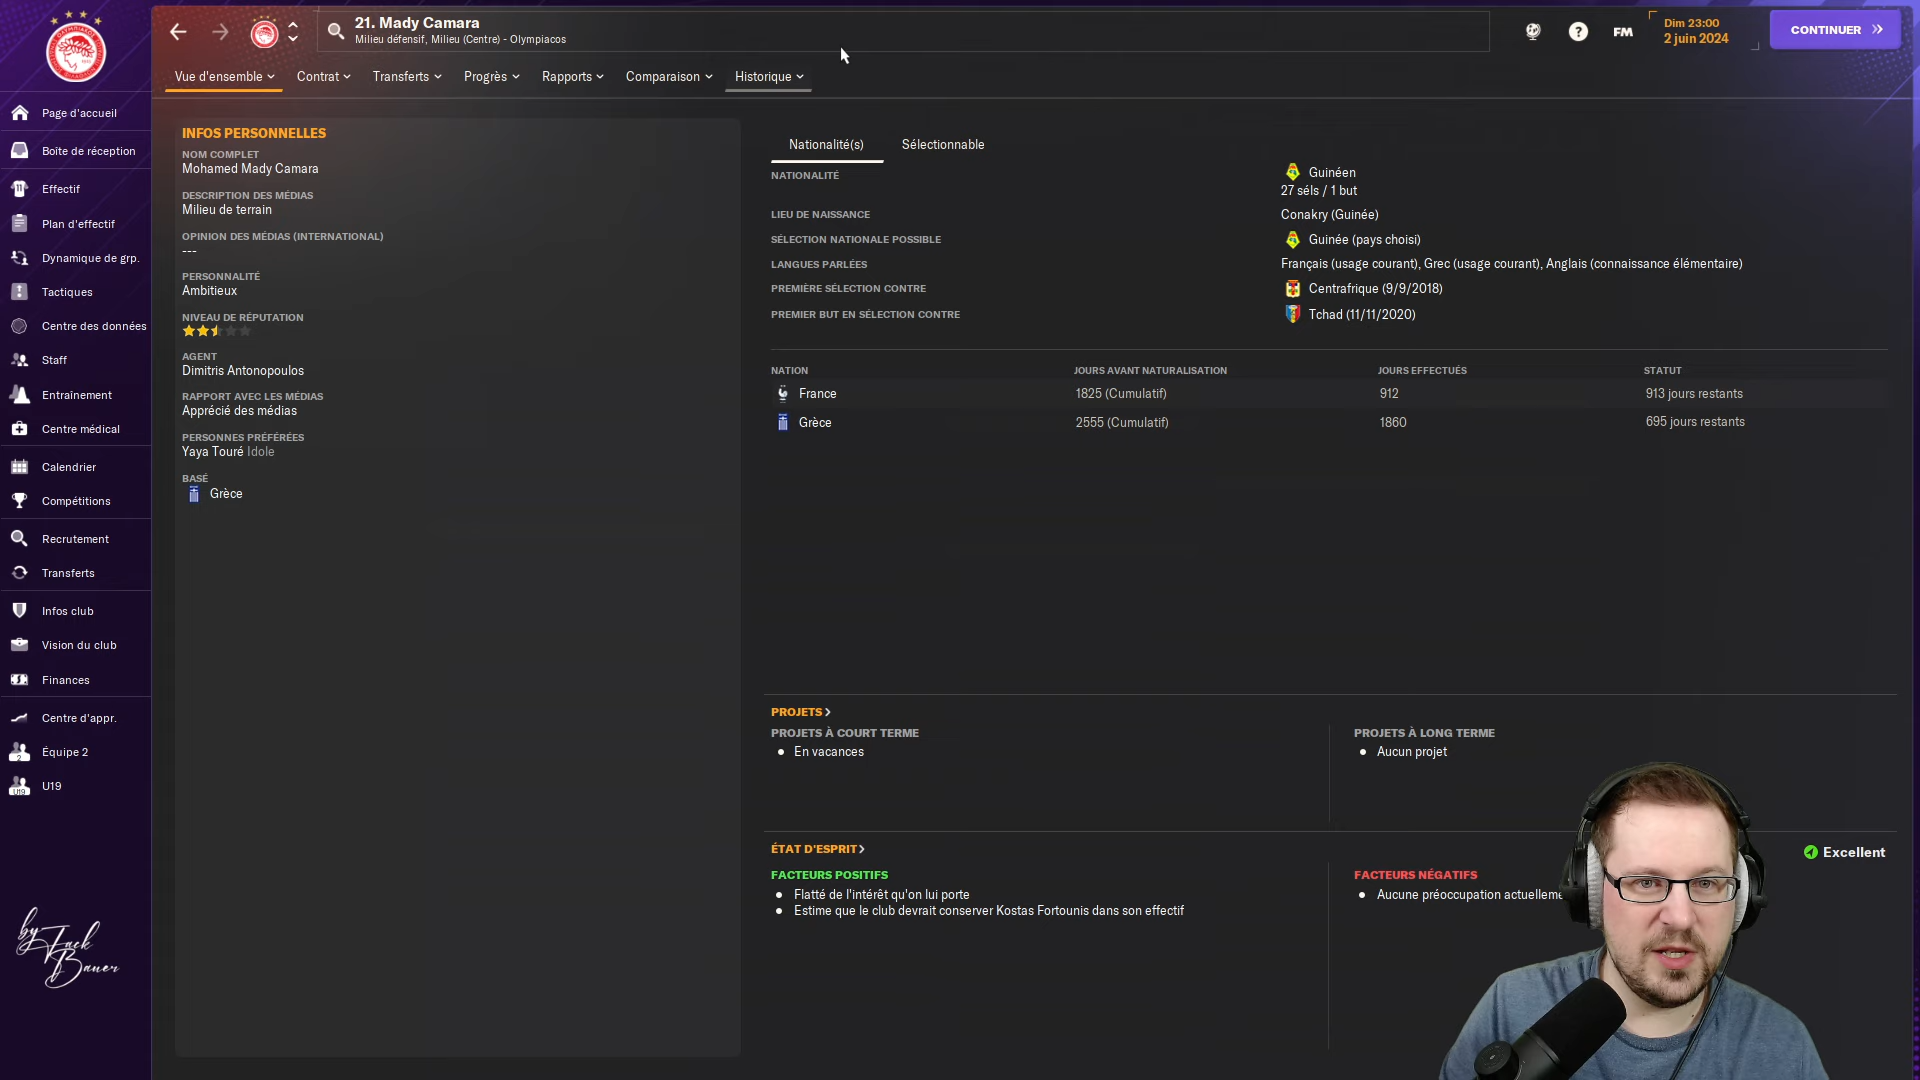 21. Mady Camara
Milieu défensif, Milieu (Centre) - Olympiacos
FM
Dim 23:00
2 juin 2024
CONTINUER
Vue d'ensemble
Contrat
Transferts
Progrès
Rapports
Comparaison
Historique
Page d'accueil
Boîte de réception
Effectif
Plan d'effectif
Dynamique de grp.
Tactiques
Centre des données
Staff
Entraînement
Centre médical
Calendrier
Compétitions
Recrutement
Transferts
Infos club
Vision du club
Finances
Centre d'appr.
Équipe 2
U19
by Jack
Bauer
INFOS PERSONNELLES
NOM COMPLET
Mohamed Mady Camara
DESCRIPTION DES MÉDIAS
Milieu de terrain
OPINION DES MÉDIAS (INTERNATIONAL)
---
PERSONNALITÉ
Ambitieux
NIVEAU DE RÉPUTATION
AGENT
Dimitris Antonopoulos
RAPPORT AVEC LES MÉDIAS
Apprécié des médias
PERSONNES PRÉFÉRÉES
Yaya Touré Idole
BASÉ
Grèce
Nationalité(s)
Sélectionnable
NATIONALITÉ
Guinéen
27 séls / 1 but
LIEU DE NAISSANCE
Conakry (Guinée)
SÉLECTION NATIONALE POSSIBLE
Guinée (pays choisi)
LANGUES PARLÉES
Français (usage courant), Grec (usage courant), Anglais (connaissance élémentaire)
PREMIÈRE SÉLECTION CONTRE
Centrafrique (9/9/2018)
PREMIER BUT EN SÉLECTION CONTRE
Tchad (11/11/2020)
NATION JOURS AVANT NATURALISATION JOURS EFFECTUÉS STATUT
France 1825 (Cumulatif) 912 913 jours restants
Grèce 2555 (Cumulatif) 1860 695 jours restants
PROJETS
PROJETS À COURT TERME
En vacances
PROJETS À LONG TERME
Aucun projet
ÉTAT D'ESPRIT
Excellent
FACTEURS POSITIFS
Flatté de l'intérêt qu'on lui porte
Estime que le club devrait conserver Kostas Fortounis dans son effectif
FACTEURS NÉGATIFS
Aucune préoccupation actuelleme